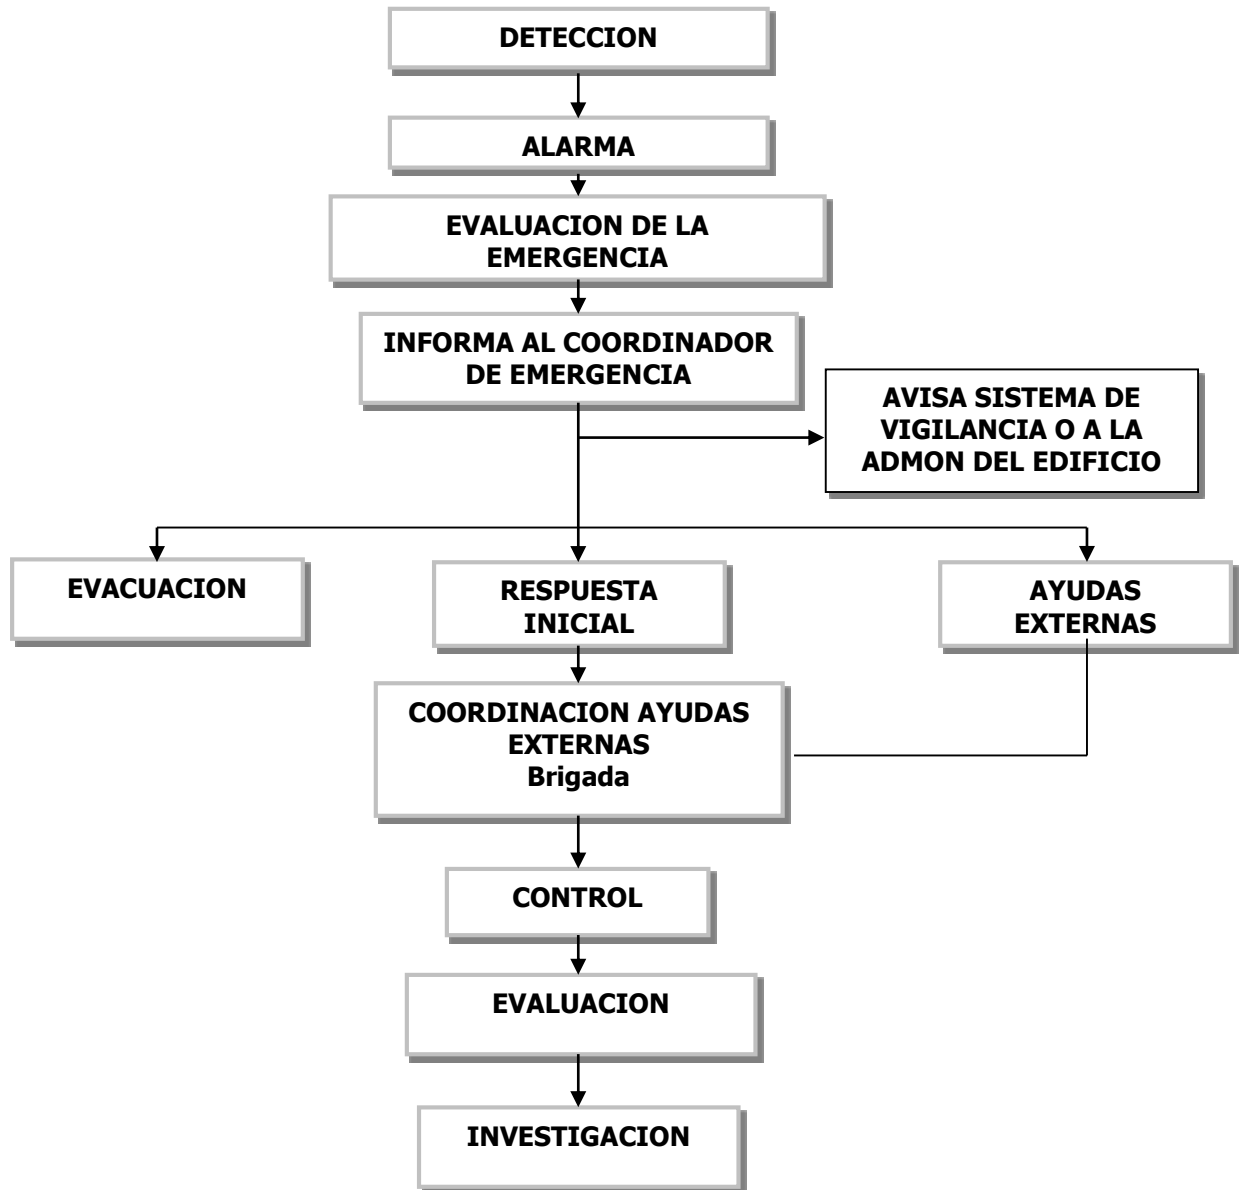 DETECCION
ALARMA
EVALUACION DE LA
EMERGENCIA
INFORMA AL COORDINADOR
DE EMERGENCIA
AVISA SISTEMA DE
VIGILANCIA O A LA
ADMON DEL EDIFICIO
EVACUACION
RESPUESTA
INICIAL
AYUDAS
EXTERNAS
COORDINACION AYUDAS
EXTERNAS
Brigada
CONTROL
EVALUACION
INVESTIGACION